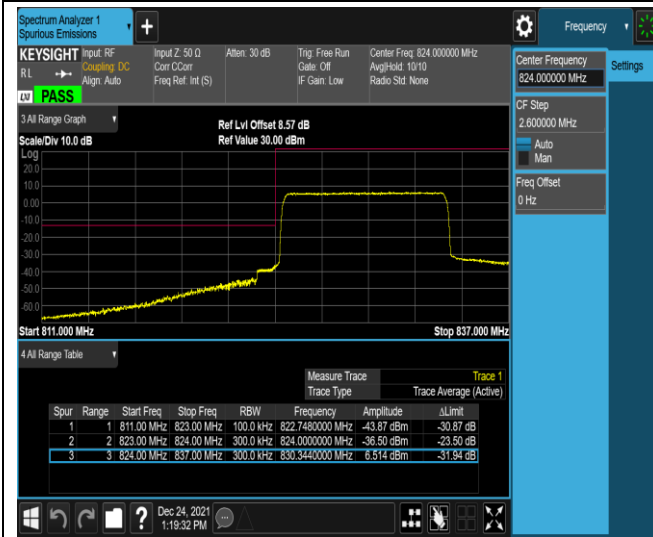 Spectrum Analyzer 1
Spurious Emissions
+
Frequency
KEYSIGHT
RL
Input: RF
Coupling: DC
Align: Auto
Input Z: 50 Ω
Corr CCorr
Freq Ref: Int (S)
Atten: 30 dB
Trig: Free Run
Gate: Off
IF Gain: Low
Center Freq: 824.000000 MHz
Avg|Hold: 10/10
Radio Std: None
LXI
PASS
Center Frequency
824.000000 MHz
Settings
CF Step
2.600000 MHz
Auto
Man
Freq Offset
0 Hz
3 All Range Graph
Scale/Div 10.0 dB
Ref Lvl Offset 8.57 dB
Ref Value 30.00 dBm
Log
20.0
10.0
0.00
-10.0
-20.0
-30.0
-40.0
-50.0
-60.0
Start 811.000 MHz
Stop 837.000 MHz
4 All Range Table
Measure Trace Trace 1
Trace Type Trace Average (Active)
Spur Range Start Freq Stop Freq RBW Frequency Amplitude ΔLimit
1 1 811.00 MHz 823.00 MHz 100.0 kHz 822.7480000 MHz -43.87 dBm -30.87 dB
2 2 823.00 MHz 824.00 MHz 300.0 kHz 824.0000000 MHz -36.50 dBm -23.50 dB
3 3 824.00 MHz 837.00 MHz 300.0 kHz 830.3440000 MHz 6.514 dBm -31.94 dB
?
Dec 24, 2021
1:19:32 PM